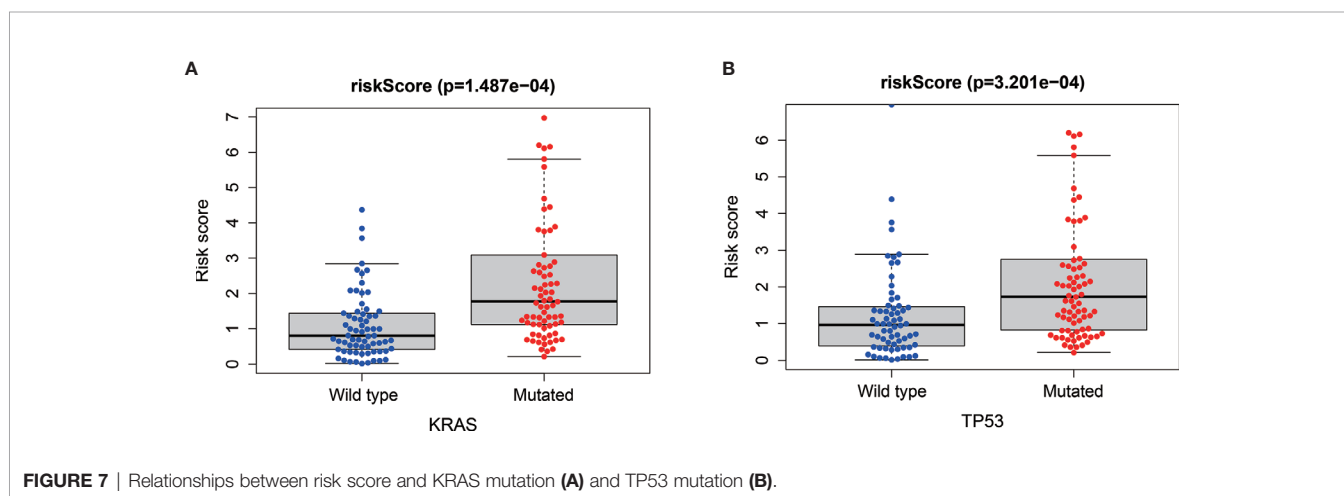 A
riskScore (p=1.487e−04)
Risk score
0
1
2
3
4
5
6
7
Wild type
Mutated
KRAS
B
riskScore (p=3.201e−04)
Risk score
0
1
2
3
4
5
6
Wild type
Mutated
TP53
FIGURE 7 | Relationships between risk score and KRAS mutation (A) and TP53 mutation (B).